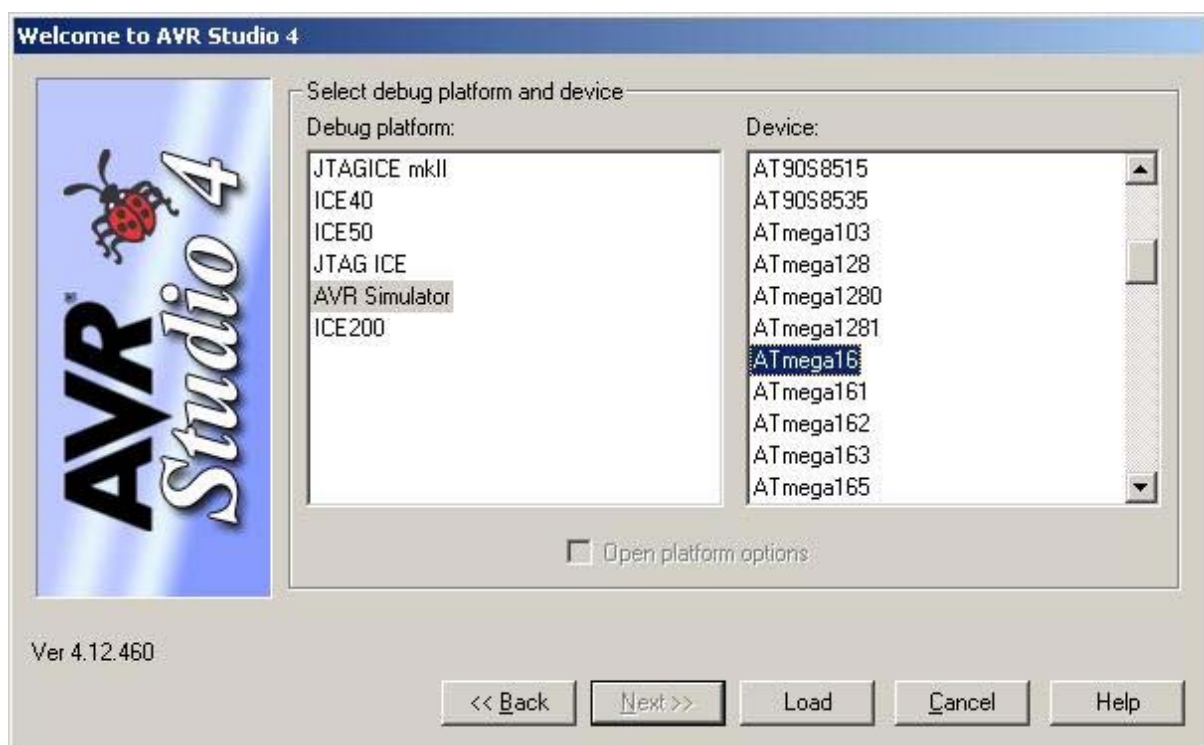 Welcome to AVR Studio 4
AVR®
Studio 4
Select debug platform and device
Debug platform:
JTAGICE mkII
ICE40
ICE50
JTAG ICE
AVR Simulator
ICE200
Device:
AT90S8515
AT90S8535
ATmega103
ATmega128
ATmega1280
ATmega1281
ATmega16
ATmega161
ATmega162
ATmega163
ATmega165
Open platform options
Ver 4.12.460
<< Back
Next >>
Load
Cancel
Help